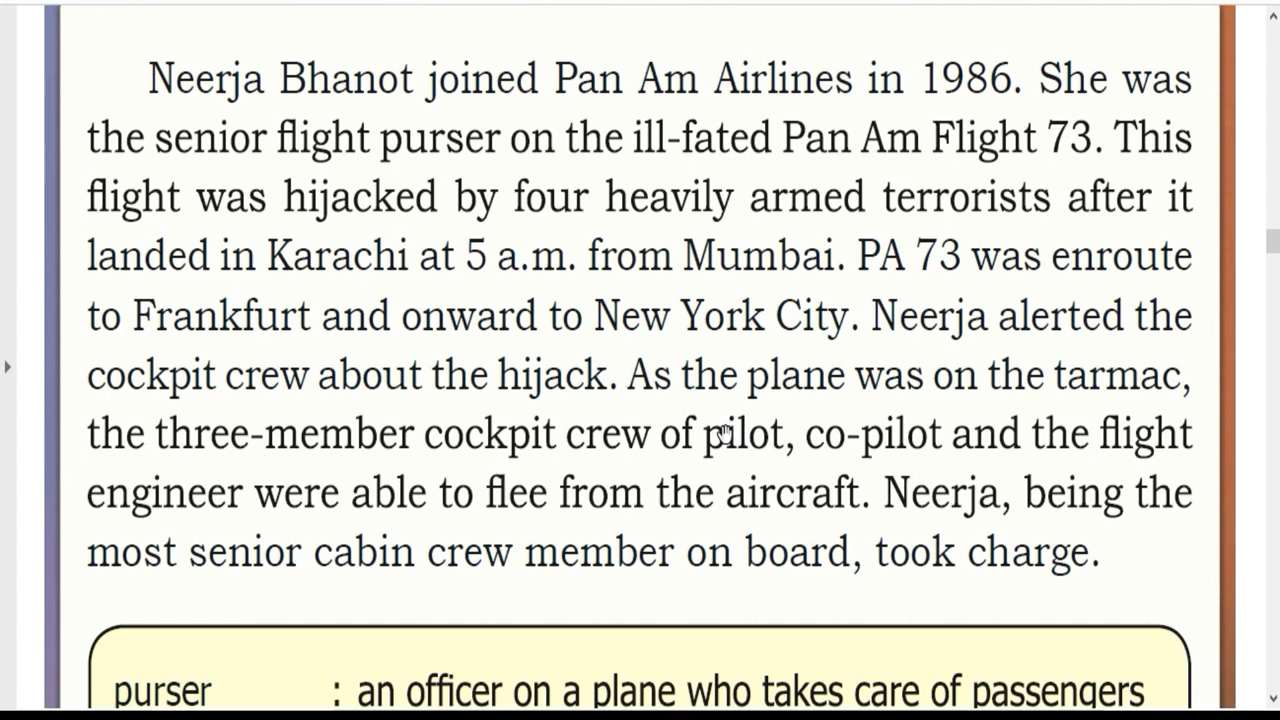 Neerja Bhanot joined Pan Am Airlines in 1986. She was
the senior flight purser on the ill-fated Pan Am Flight 73. This
flight was hijacked by four heavily armed terrorists after it
landed in Karachi at 5 a.m. from Mumbai. PA 73 was enroute
to Frankfurt and onward to New York City. Neerja alerted the
cockpit crew about the hijack. As the plane was on the tarmac,
the three-member cockpit crew of pilot, co-pilot and the flight
engineer were able to flee from the aircraft. Neerja, being the
most senior cabin crew member on board, took charge.
purser : an officer on a plane who takes care of passengers